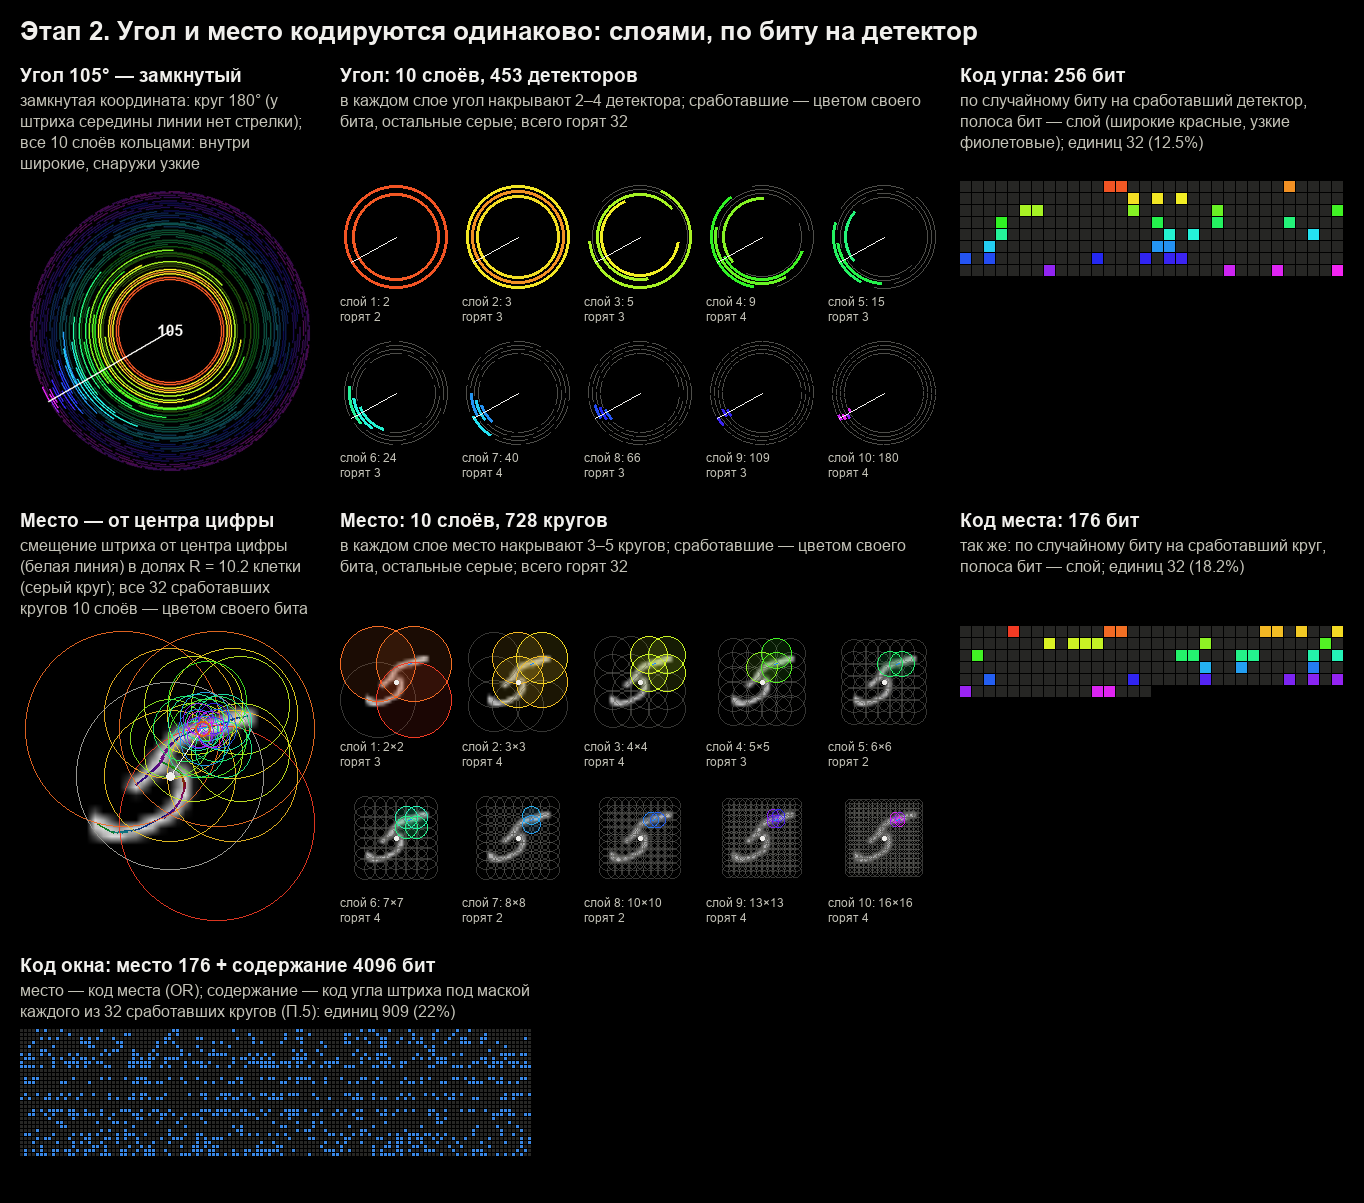 Этап 2. Угол и место кодируются одинаково: слоями, по биту на детектор
Угол 105° — замкнутый
замкнутая координата: круг 180° (у
штриха середины линии нет стрелки);
все 10 слоёв кольцами: внутри
широкие, снаружи узкие
105
Угол: 10 слоёв, 453 детекторов
в каждом слое угол накрывают 2–4 детектора; сработавшие — цветом своего
бита, остальные серые; всего горят 32
слой 1: 2
горят 2
слой 2: 3
горят 3
слой 3: 5
горят 3
слой 4: 9
горят 4
слой 5: 15
горят 3
слой 6: 24
горят 3
слой 7: 40
горят 4
слой 8: 66
горят 3
слой 9: 109
горят 3
слой 10: 180
горят 4
Код угла: 256 бит
по случайному биту на сработавший детектор,
полоса бит — слой (широкие красные, узкие
фиолетовые); единиц 32 (12.5%)
Место — от центра цифры
смещение штриха от центра цифры
(белая линия) в долях R = 10.2 клетки
(серый круг); все 32 сработавших
кругов 10 слоёв — цветом своего бита
Место: 10 слоёв, 728 кругов
в каждом слое место накрывают 3–5 кругов; сработавшие — цветом своего
бита, остальные серые; всего горят 32
слой 1: 2×2
горят 3
слой 2: 3×3
горят 4
слой 3: 4×4
горят 4
слой 4: 5×5
горят 3
слой 5: 6×6
горят 2
слой 6: 7×7
горят 4
слой 7: 8×8
горят 2
слой 8: 10×10
горят 2
слой 9: 13×13
горят 4
слой 10: 16×16
горят 4
Код места: 176 бит
так же: по случайному биту на сработавший круг,
полоса бит — слой; единиц 32 (18.2%)
Код окна: место 176 + содержание 4096 бит
место — код места (OR); содержание — код угла штриха под маской
каждого из 32 сработавших кругов (П.5): единиц 909 (22%)